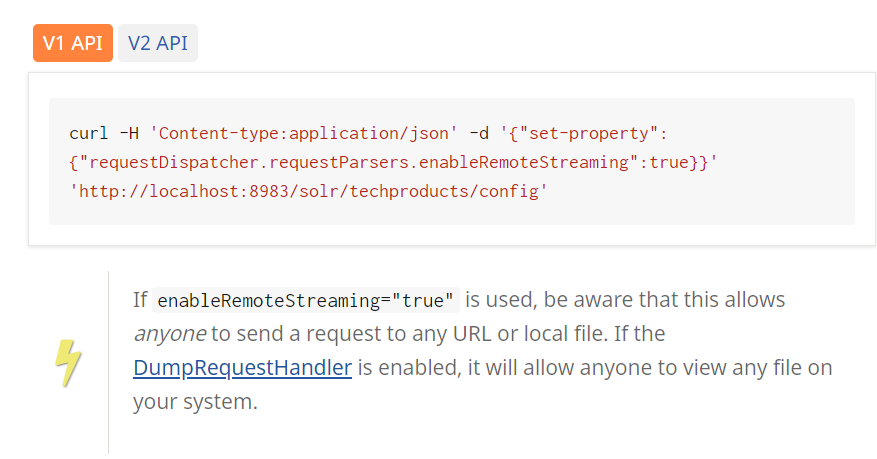 V1 API V2 API
curl -H 'Content-type:application/json' -d '{"set-property":
{"requestDispatcher.requestParsers.enableRemoteStreaming":true}}'
'http://localhost:8983/solr/techproducts/config'
If enableRemoteStreaming="true" is used, be aware that this allows
anyone to send a request to any URL or local file. If the
DumpRequestHandler is enabled, it will allow anyone to view any file on
your system.